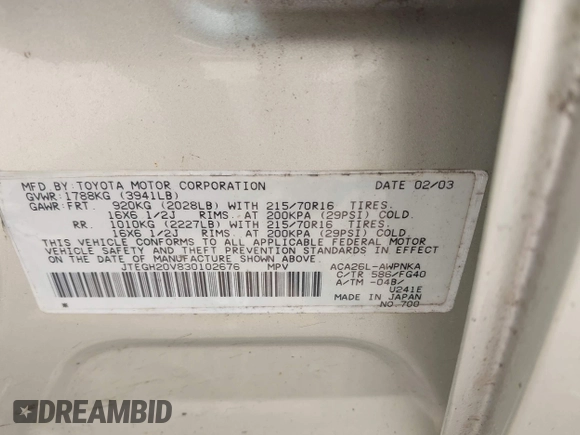 MFD BY: TOYOTA MOTOR CORPORATION DATE 02/03
GVWR: 1788KG (3941LB)
GAWR: FRT. 920KG (2028LB) WITH 215/70R16 TIRES.
16X6 1/2J RIMS. AT 200KPA (29PSI) COLD.
RR. 1010KG (2227LB) WITH 215/70R16 TIRES.
16X6 1/2J RIMS. AT 200KPA (29PSI) COLD.
THIS VEHICLE CONFORMS TO ALL APPLICABLE FEDERAL MOTOR
VEHICLE SAFETY AND THEFT PREVENTION STANDARDS IN EFFECT
ON THE DATE OF MANUFACTURE SHOWN ABOVE.
JTEGH20V830102676 MPV ACA26L-AWPNKA
C/TR 586/FG40
A/TM -04B/
U241E
MADE IN JAPAN
NO. 700
DREAMBID